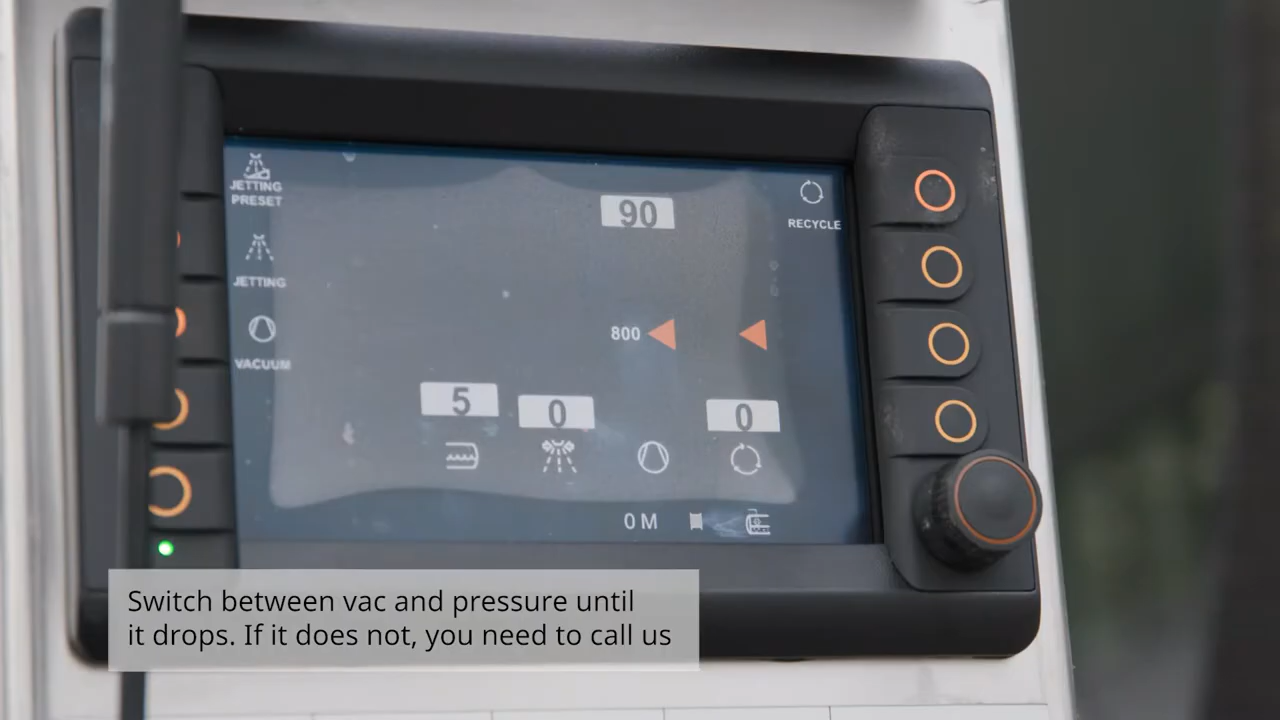 JETTING
PRESET
90
RECYCLE
JETTING
800
VACUUM
5
0
0
0 M
Switch between vac and pressure until
it drops. If it does not, you need to call us